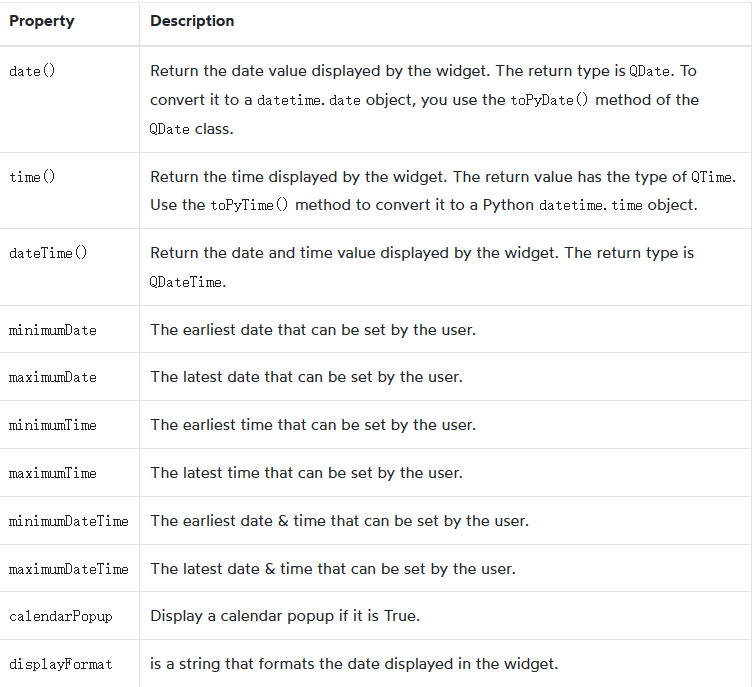 Property Description
date() Return the date value displayed by the widget. The return type is QDate. To
convert it to a datetime.date object, you use the toPyDate() method of the
QDate class.
time() Return the time displayed by the widget. The return value has the type of QTime.
Use the toPyTime() method to convert it to a Python datetime.time object.
dateTime() Return the date and time value displayed by the widget. The return type is
QDateTime.
minimumDate The earliest date that can be set by the user.
maximumDate The latest date that can be set by the user.
minimumTime The earliest time that can be set by the user.
maximumTime The latest time that can be set by the user.
minimumDateTime The earliest date & time that can be set by the user.
maximumDateTime The latest date & time that can be set by the user.
calendarPopup Display a calendar popup if it is True.
displayFormat is a string that formats the date displayed in the widget.